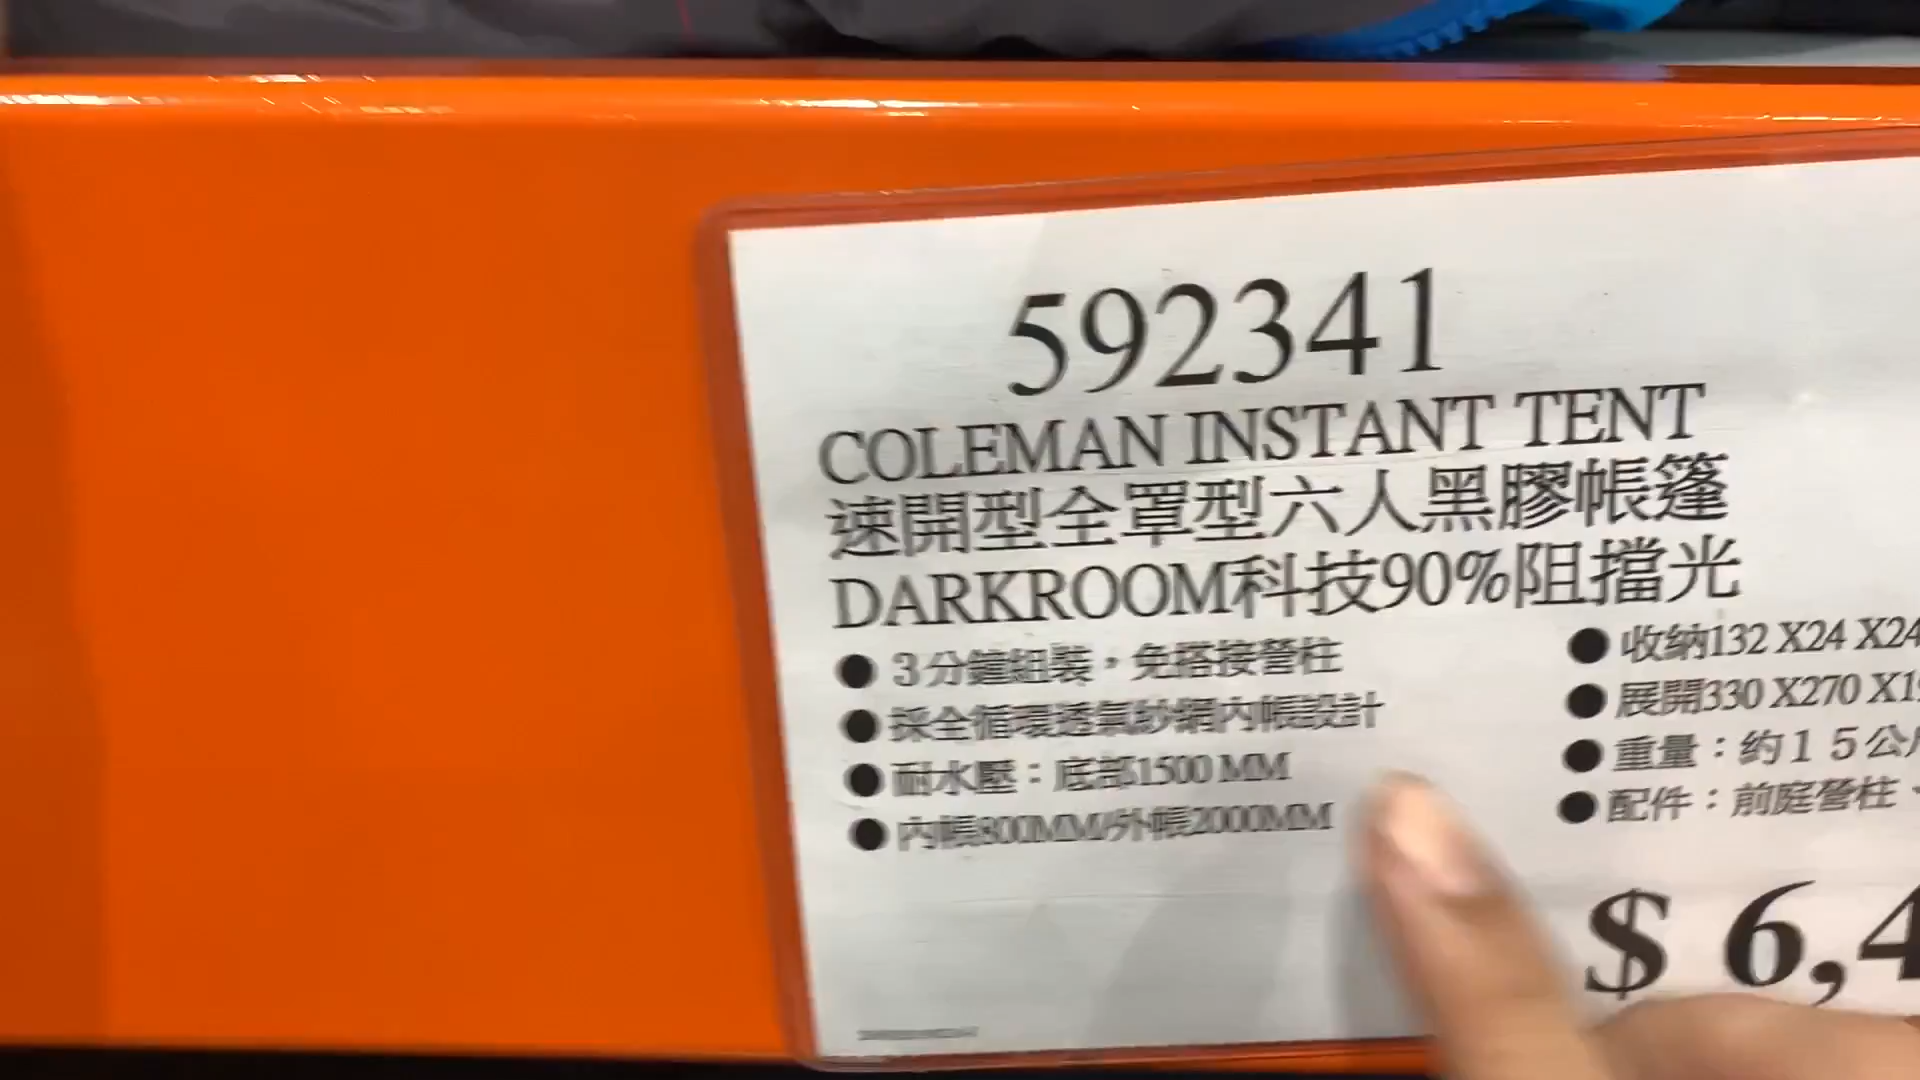 592341
COLEMAN INSTANT TENT
速開型全罩型六人黑膠帳篷
DARKROOM科技90%阻擋光
● 3分鐘組裝,免搭接營柱
● 採全循環透氣紗網內帳設計
● 耐水壓:底部1500 MM
● 內帳800MM/外帳2000MM
● 收納132 X24 X24
● 展開330 X270 X19
● 重量:約15公斤
● 配件:前庭營柱、
$ 6,4